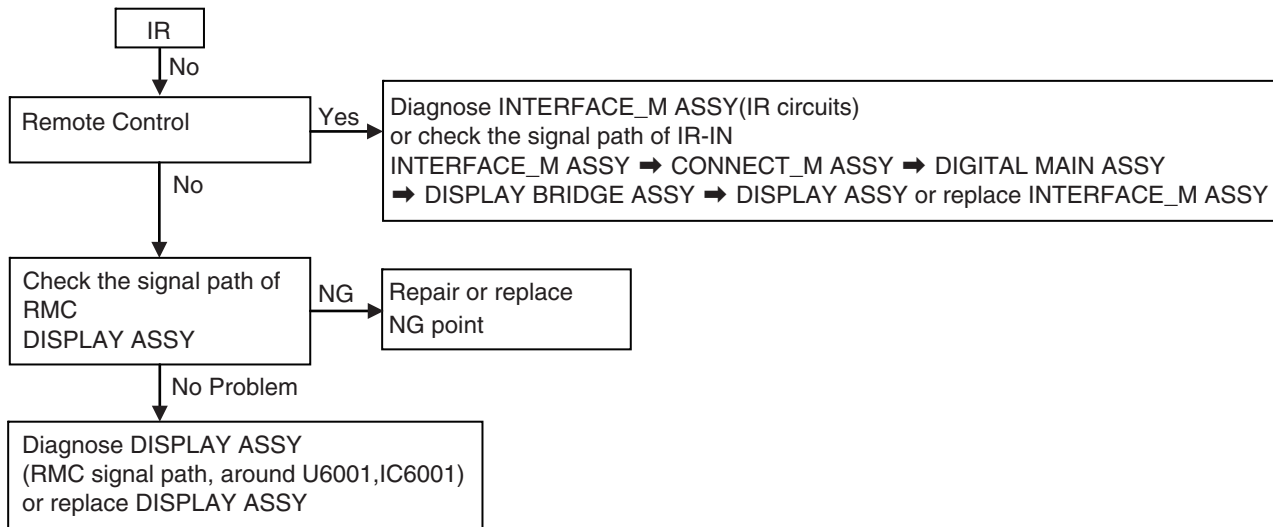 IR
No
Remote Control
Yes
Diagnose INTERFACE_M ASSY(IR circuits)
or check the signal path of IR-IN
INTERFACE_M ASSY ➡ CONNECT_M ASSY ➡ DIGITAL MAIN ASSY
➡ DISPLAY BRIDGE ASSY ➡ DISPLAY ASSY or replace INTERFACE_M ASSY
No
Check the signal path of
RMC
DISPLAY ASSY
NG
Repair or replace
NG point
No Problem
Diagnose DISPLAY ASSY
(RMC signal path, around U6001,IC6001)
or replace DISPLAY ASSY